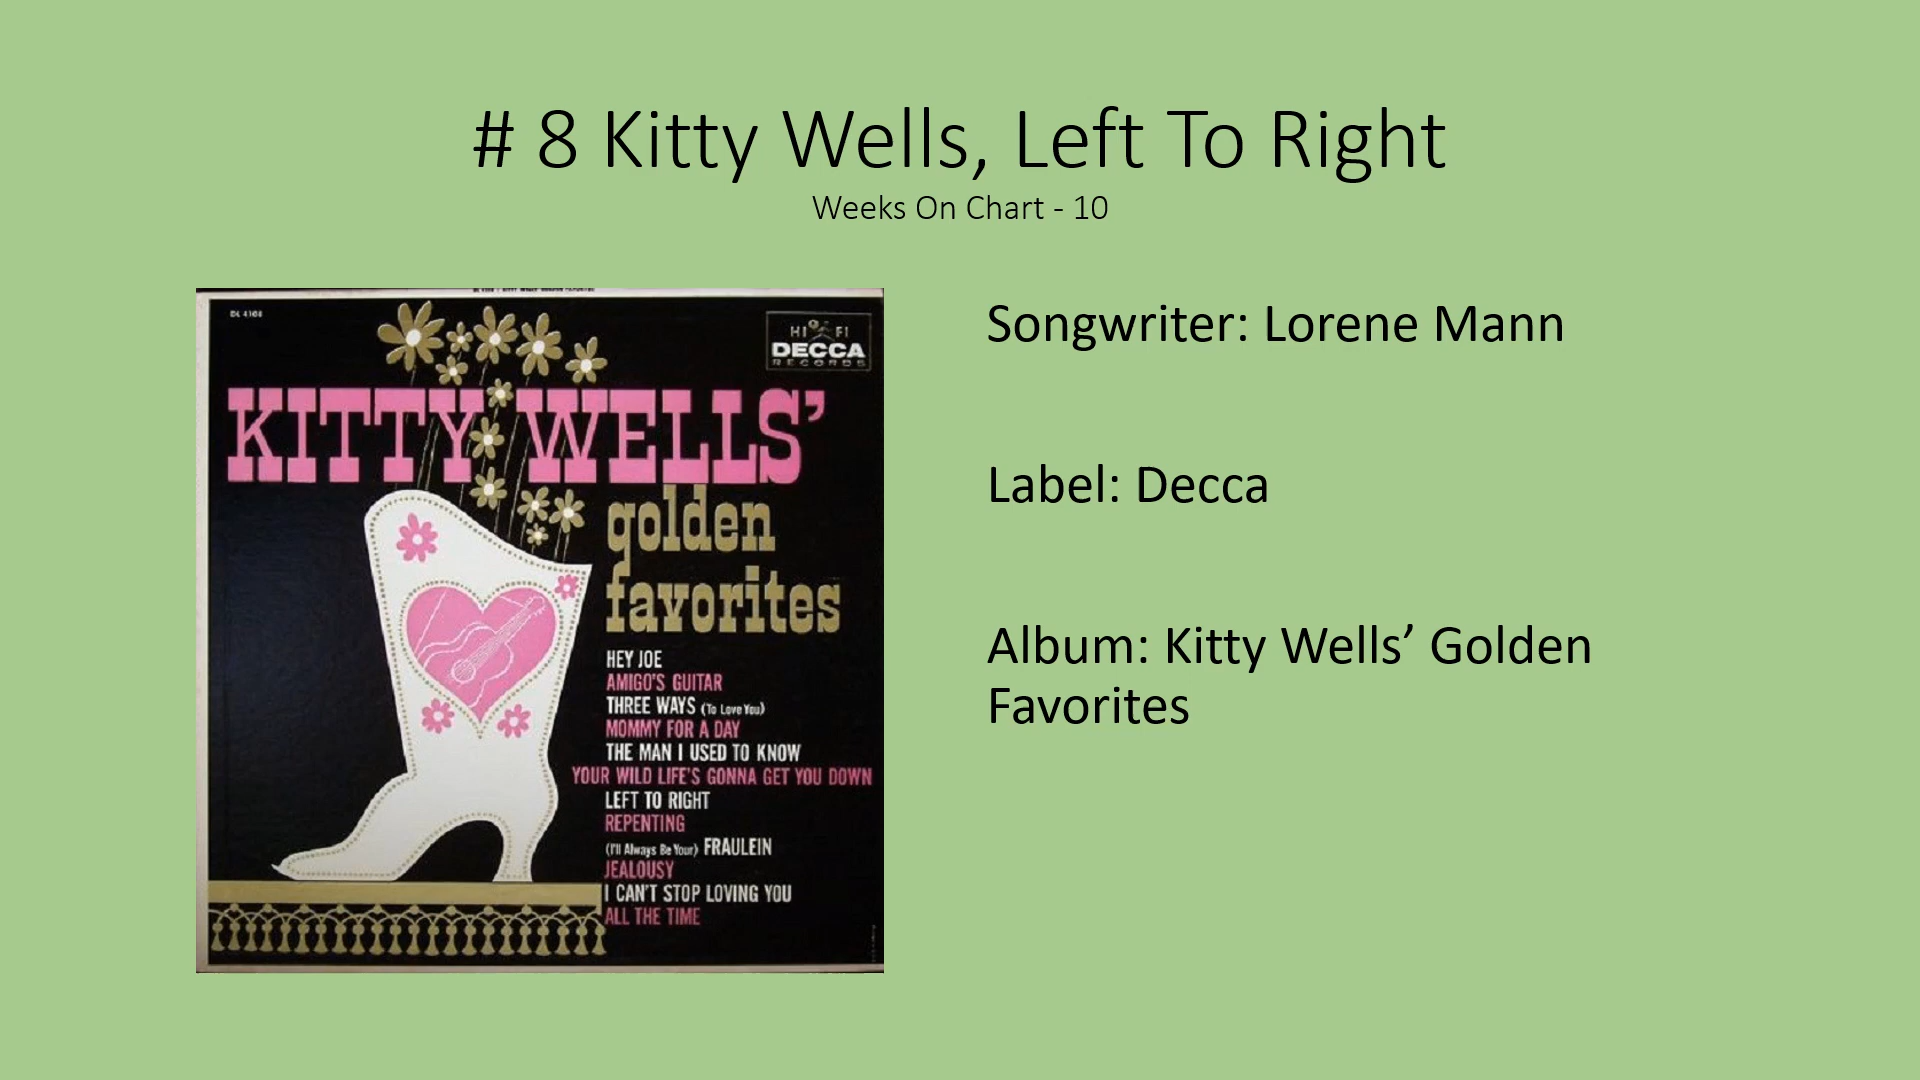 # 8 Kitty Wells, Left To Right
Weeks On Chart - 10
DL 4108
HI FI
DECCA
RECORDS
KITTY WELLS’
golden
favorites
HEY JOE
AMIGO'S GUITAR
THREE WAYS (To Love You)
MOMMY FOR A DAY
THE MAN I USED TO KNOW
YOUR WILD LIFE'S GONNA GET YOU DOWN
LEFT TO RIGHT
REPENTING
(I'll Always Be Your) FRAULEIN
JEALOUSY
I CAN'T STOP LOVING YOU
ALL THE TIME
Songwriter: Lorene Mann
Label: Decca
Album: Kitty Wells’ Golden
Favorites